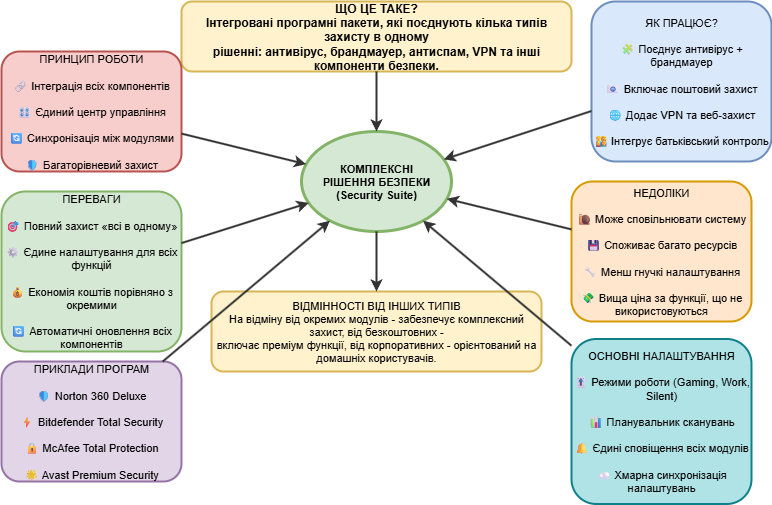 ЩО ЦЕ ТАКЕ?
Інтегровані програмні пакети, які поєднують кілька типів
захисту в одному
рішенні: антивірус, брандмауер, антиспам, VPN та інші
компоненти безпеки.
ПРИНЦИП РОБОТИ
🔗 Інтеграція всіх компонентів
🎛️ Єдиний центр управління
🔄 Синхронізація між модулями
🛡️ Багаторівневий захист
ЯК ПРАЦЮЄ?
🧩 Поєднує антивірус +
брандмауер
📧 Включає поштовий захист
🌐 Додає VPN та веб-захист
👨‍👩‍👧 Інтегрує батьківський контроль
КОМПЛЕКСНІ
РІШЕННЯ БЕЗПЕКИ
(Security Suite)
ПЕРЕВАГИ
🎯 Повний захист «всі в одному»
⚙️ Єдине налаштування для всіх
функцій
💰 Економія коштів порівняно з
окремими
🔄 Автоматичні оновлення всіх
компонентів
НЕДОЛІКИ
🐌 Може сповільнювати систему
💾 Споживає багато ресурсів
🔧 Менш гнучкі налаштування
💸 Вища ціна за функції, що не
використовуються
ВІДМІННОСТІ ВІД ІНШИХ ТИПІВ
На відміну від окремих модулів - забезпечує комплексний
захист, від безкоштовних -
включає преміум функції, від корпоративних - орієнтований на
домашніх користувачів.
ПРИКЛАДИ ПРОГРАМ
🛡️ Norton 360 Deluxe
⚡ Bitdefender Total Security
🔒 McAfee Total Protection
🌟 Avast Premium Security
ОСНОВНІ НАЛАШТУВАННЯ
Режими роботи (Gaming, Work,
Silent)
📊 Планувальник сканувань
🔔 Єдині сповіщення всіх модулів
Хмарна синхронізація
налаштувань